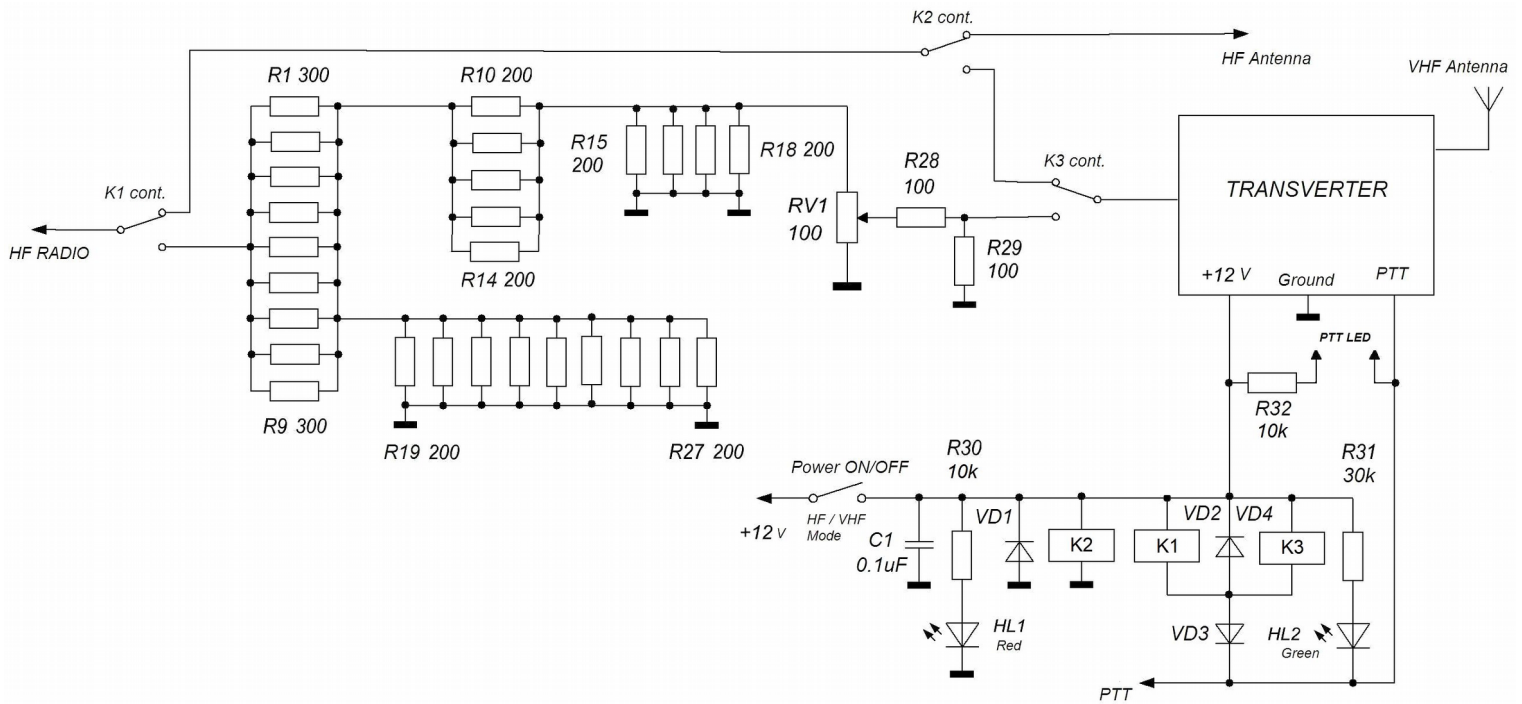 K2 cont.
HF Antenna
VHF Antenna
R1 300
R10 200
R15
200
R18 200
K1 cont.
HF RADIO
R28
100
K3 cont.
TRANSVERTER
RV1
100
R29
100
+12 V
Ground
PTT
R14 200
PTT LED
R32
10k
R9 300
R19 200
R27 200
R30
10k
R31
30k
Power ON/OFF
+12 V
HF / VHF
Mode
C1
0.1uF
VD1
K2
K1
VD2
VD4
K3
HL1
Red
VD3
HL2
Green
PTT